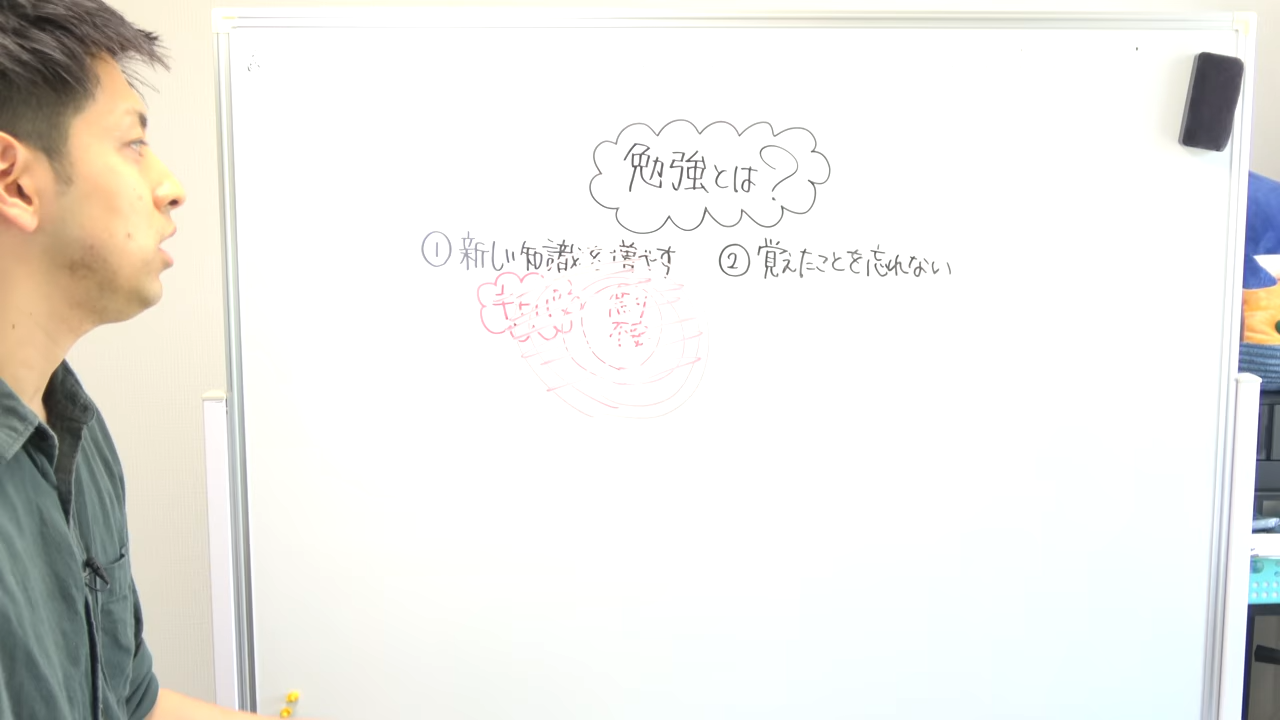 勉強とは?
① 新しい知識を増やす
② 覚えたことを忘れない